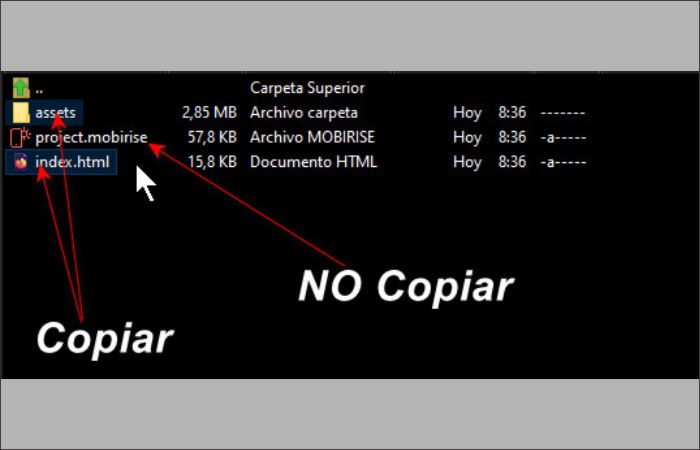 .. Carpeta Superior
assets 2,85 MB Archivo carpeta Hoy 8:36 -------
project.mobirise 57,8 KB Archivo MOBIRISE Hoy 8:36 -a-----
index.html 15,8 KB Documento HTML Hoy 8:36 -a-----
NO Copiar
Copiar